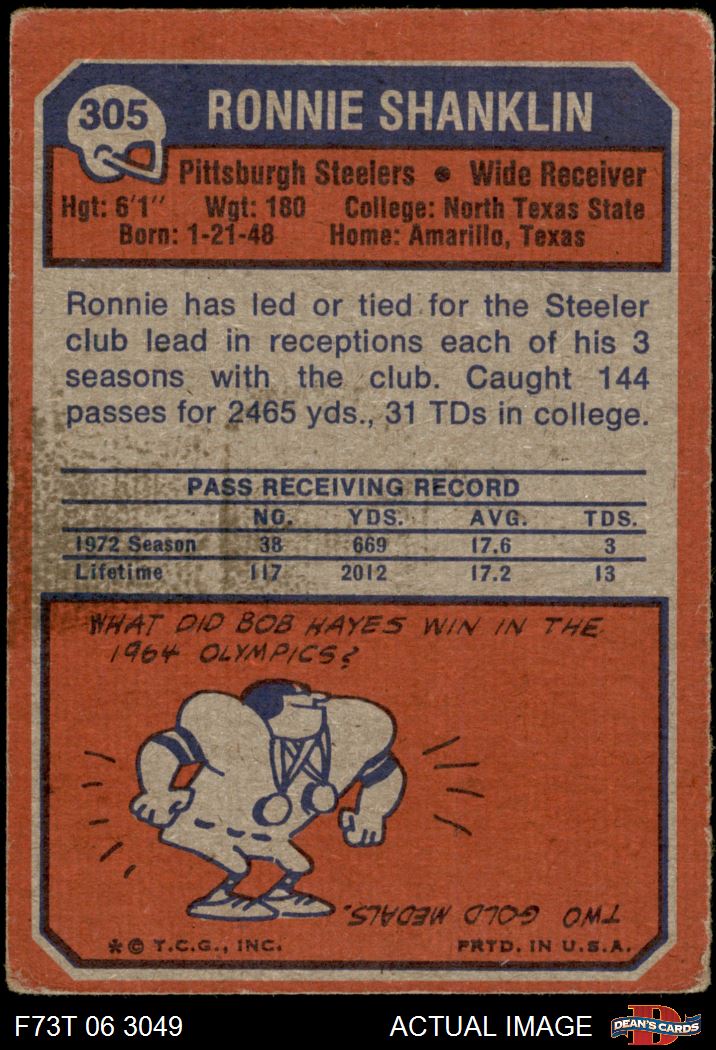 305
RONNIE SHANKLIN
Pittsburgh Steelers • Wide Receiver
Hgt: 6'1" Wgt: 180 College: North Texas State
Born: 1-21-48 Home: Amarillo, Texas
Ronnie has led or tied for the Steeler
club lead in receptions each of his 3
seasons with the club. Caught 144
passes for 2465 yds., 31 TDs in college.
PASS RECEIVING RECORD
NO. YDS. AVG. TDS.
1972 Season 38 669 17.6 3
Lifetime 117 2012 17.2 13
WHAT DID BOB HAYES WIN IN THE
1964 OLYMPICS?
TWO GOLD MEDALS.
*© T.C.G., INC. PRTD. IN U.S.A.
F73T 06 3049 ACTUAL IMAGE D DEAN'S CARDS